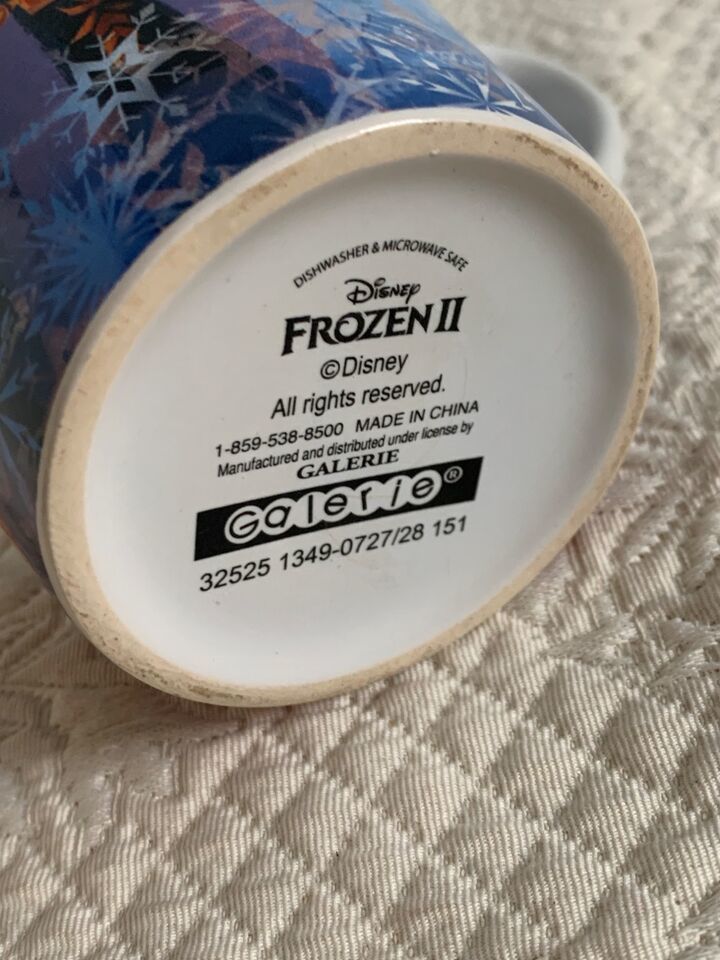 DISHWASHER & MICROWAVE SAFE
Disney
FROZEN II
©Disney
All rights reserved.
1-859-538-8500 MADE IN CHINA
Manufactured and distributed under license by
GALERIE
Galerie®
32525 1349-0727/28 151